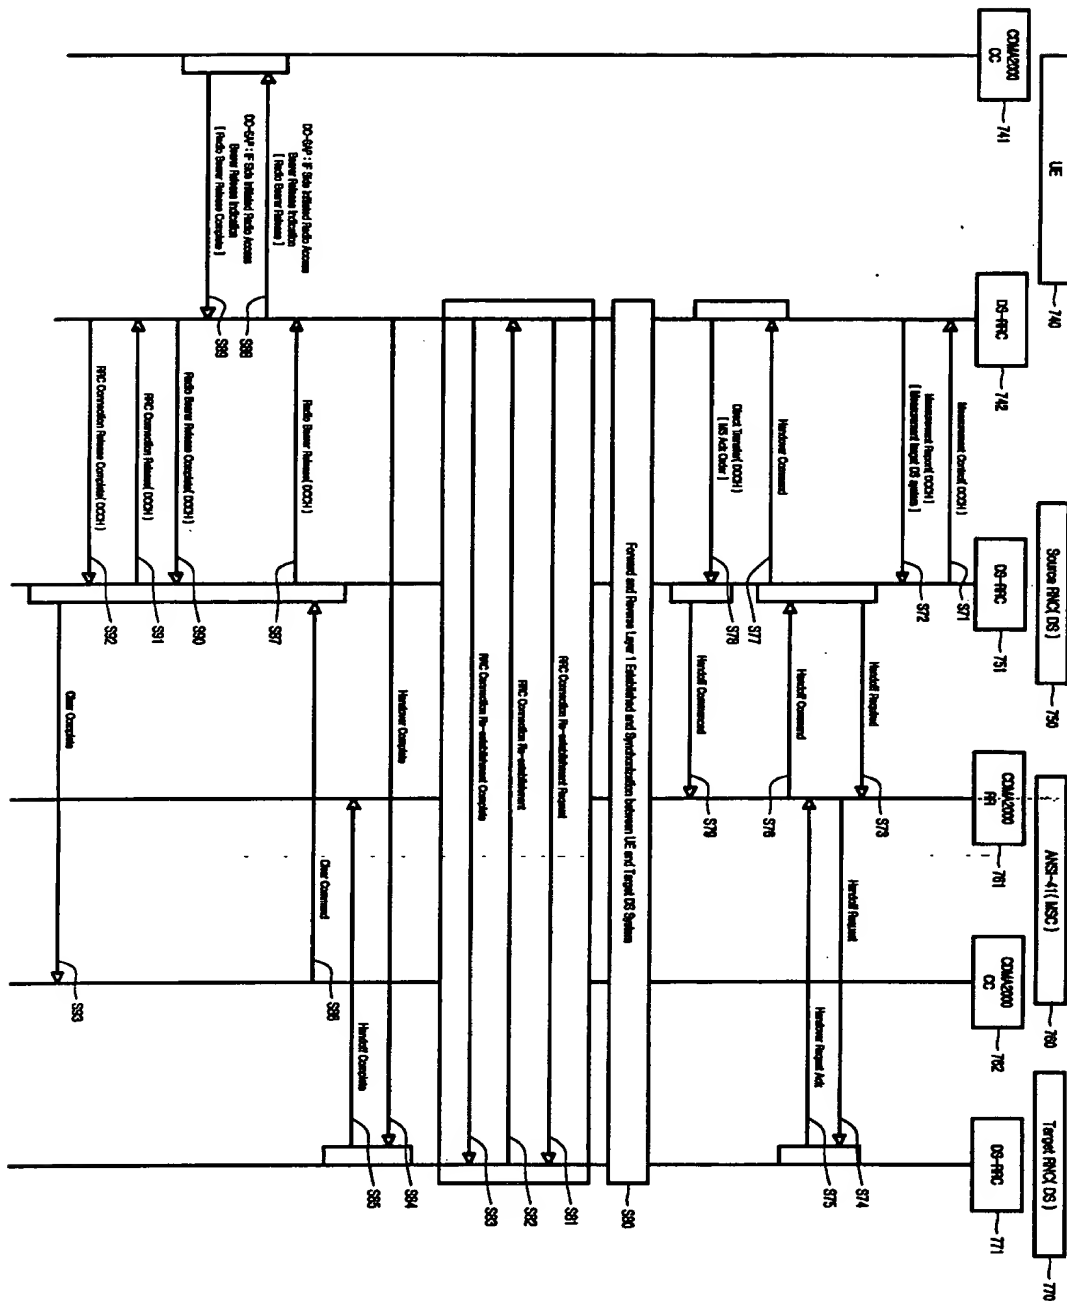 UE
740
Source RNC(DS)
750
ANSI-41(MSC)
760
Target RNC(DS)
770
CDMA2000
CC
741
DS-RRC
742
DS-RRC
751
CDMA2000
RR
761
CDMA2000
CC
762
DS-RRC
771
Measurement Control(DCCH)
S71
Measurement Report(DCCH)
[ Measurement target DS system ]
S72
Handoff Required
S73
Handoff Request
S74
Handover Request Ack
S75
Handoff Command
S76
Handover Command
S77
Direct Transfer(DCCH)
[ MS Ack Order ]
S78
Handoff Commenced
S79
Forward and Reverse Layer 1 Established and Synchronization between UE and Target DS System
S80
RRC Connection Re-establishment Request
S81
RRC Connection Re-establishment
S82
RRC Connection Re-establishment Complete
S83
Handover Complete
S84
Handoff Complete
S85
Clear Command
S86
Radio Bearer Release(DCCH)
S87
DO-SAP : IF Side Initiated Radio Access
Bearer Release Indication
[ Radio Bearer Release ]
S88
DO-SAP : IF Side Initiated Radio Access
Bearer Release Indication
[ Radio Bearer Release Complete ]
S89
Radio Bearer Release Complete(DCCH)
S90
RRC Connection Release(DCCH)
S91
RRC Connection Release Complete(DCCH)
S92
Clear Complete
S93